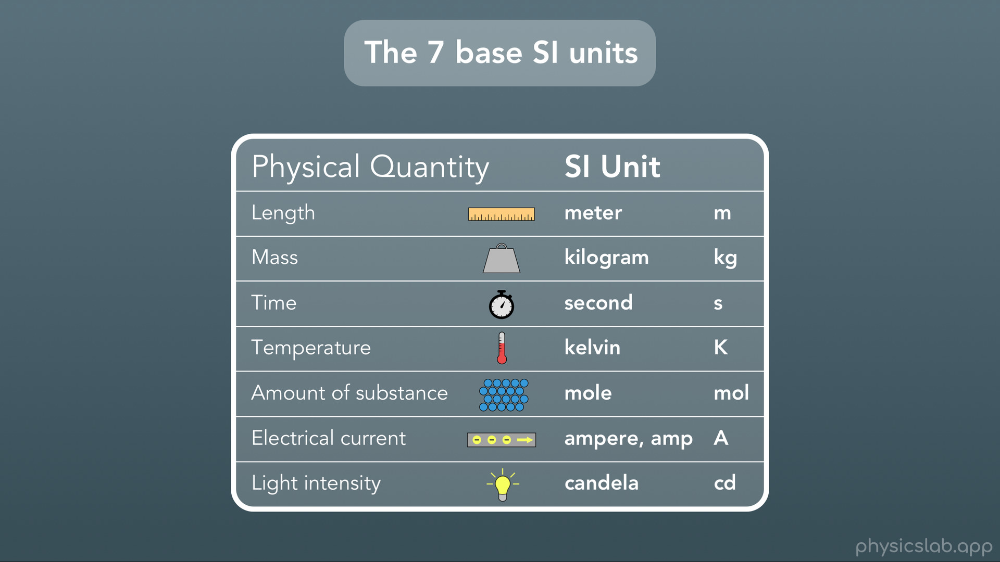 The 7 base SI units
Physical Quantity SI Unit
Length meter m
Mass kilogram kg
Time second s
Temperature kelvin K
Amount of substance mole mol
Electrical current ampere, amp A
Light intensity candela cd
physicslab.app